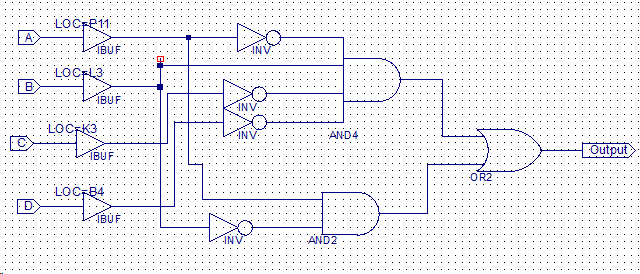 LOC=P11
A
IBUF
INV
LOC=L3
B
IBUF
INV
LOC=K3
C
IBUF
INV
AND4
Output
OR2
LOC=B4
D
IBUF
INV
AND2